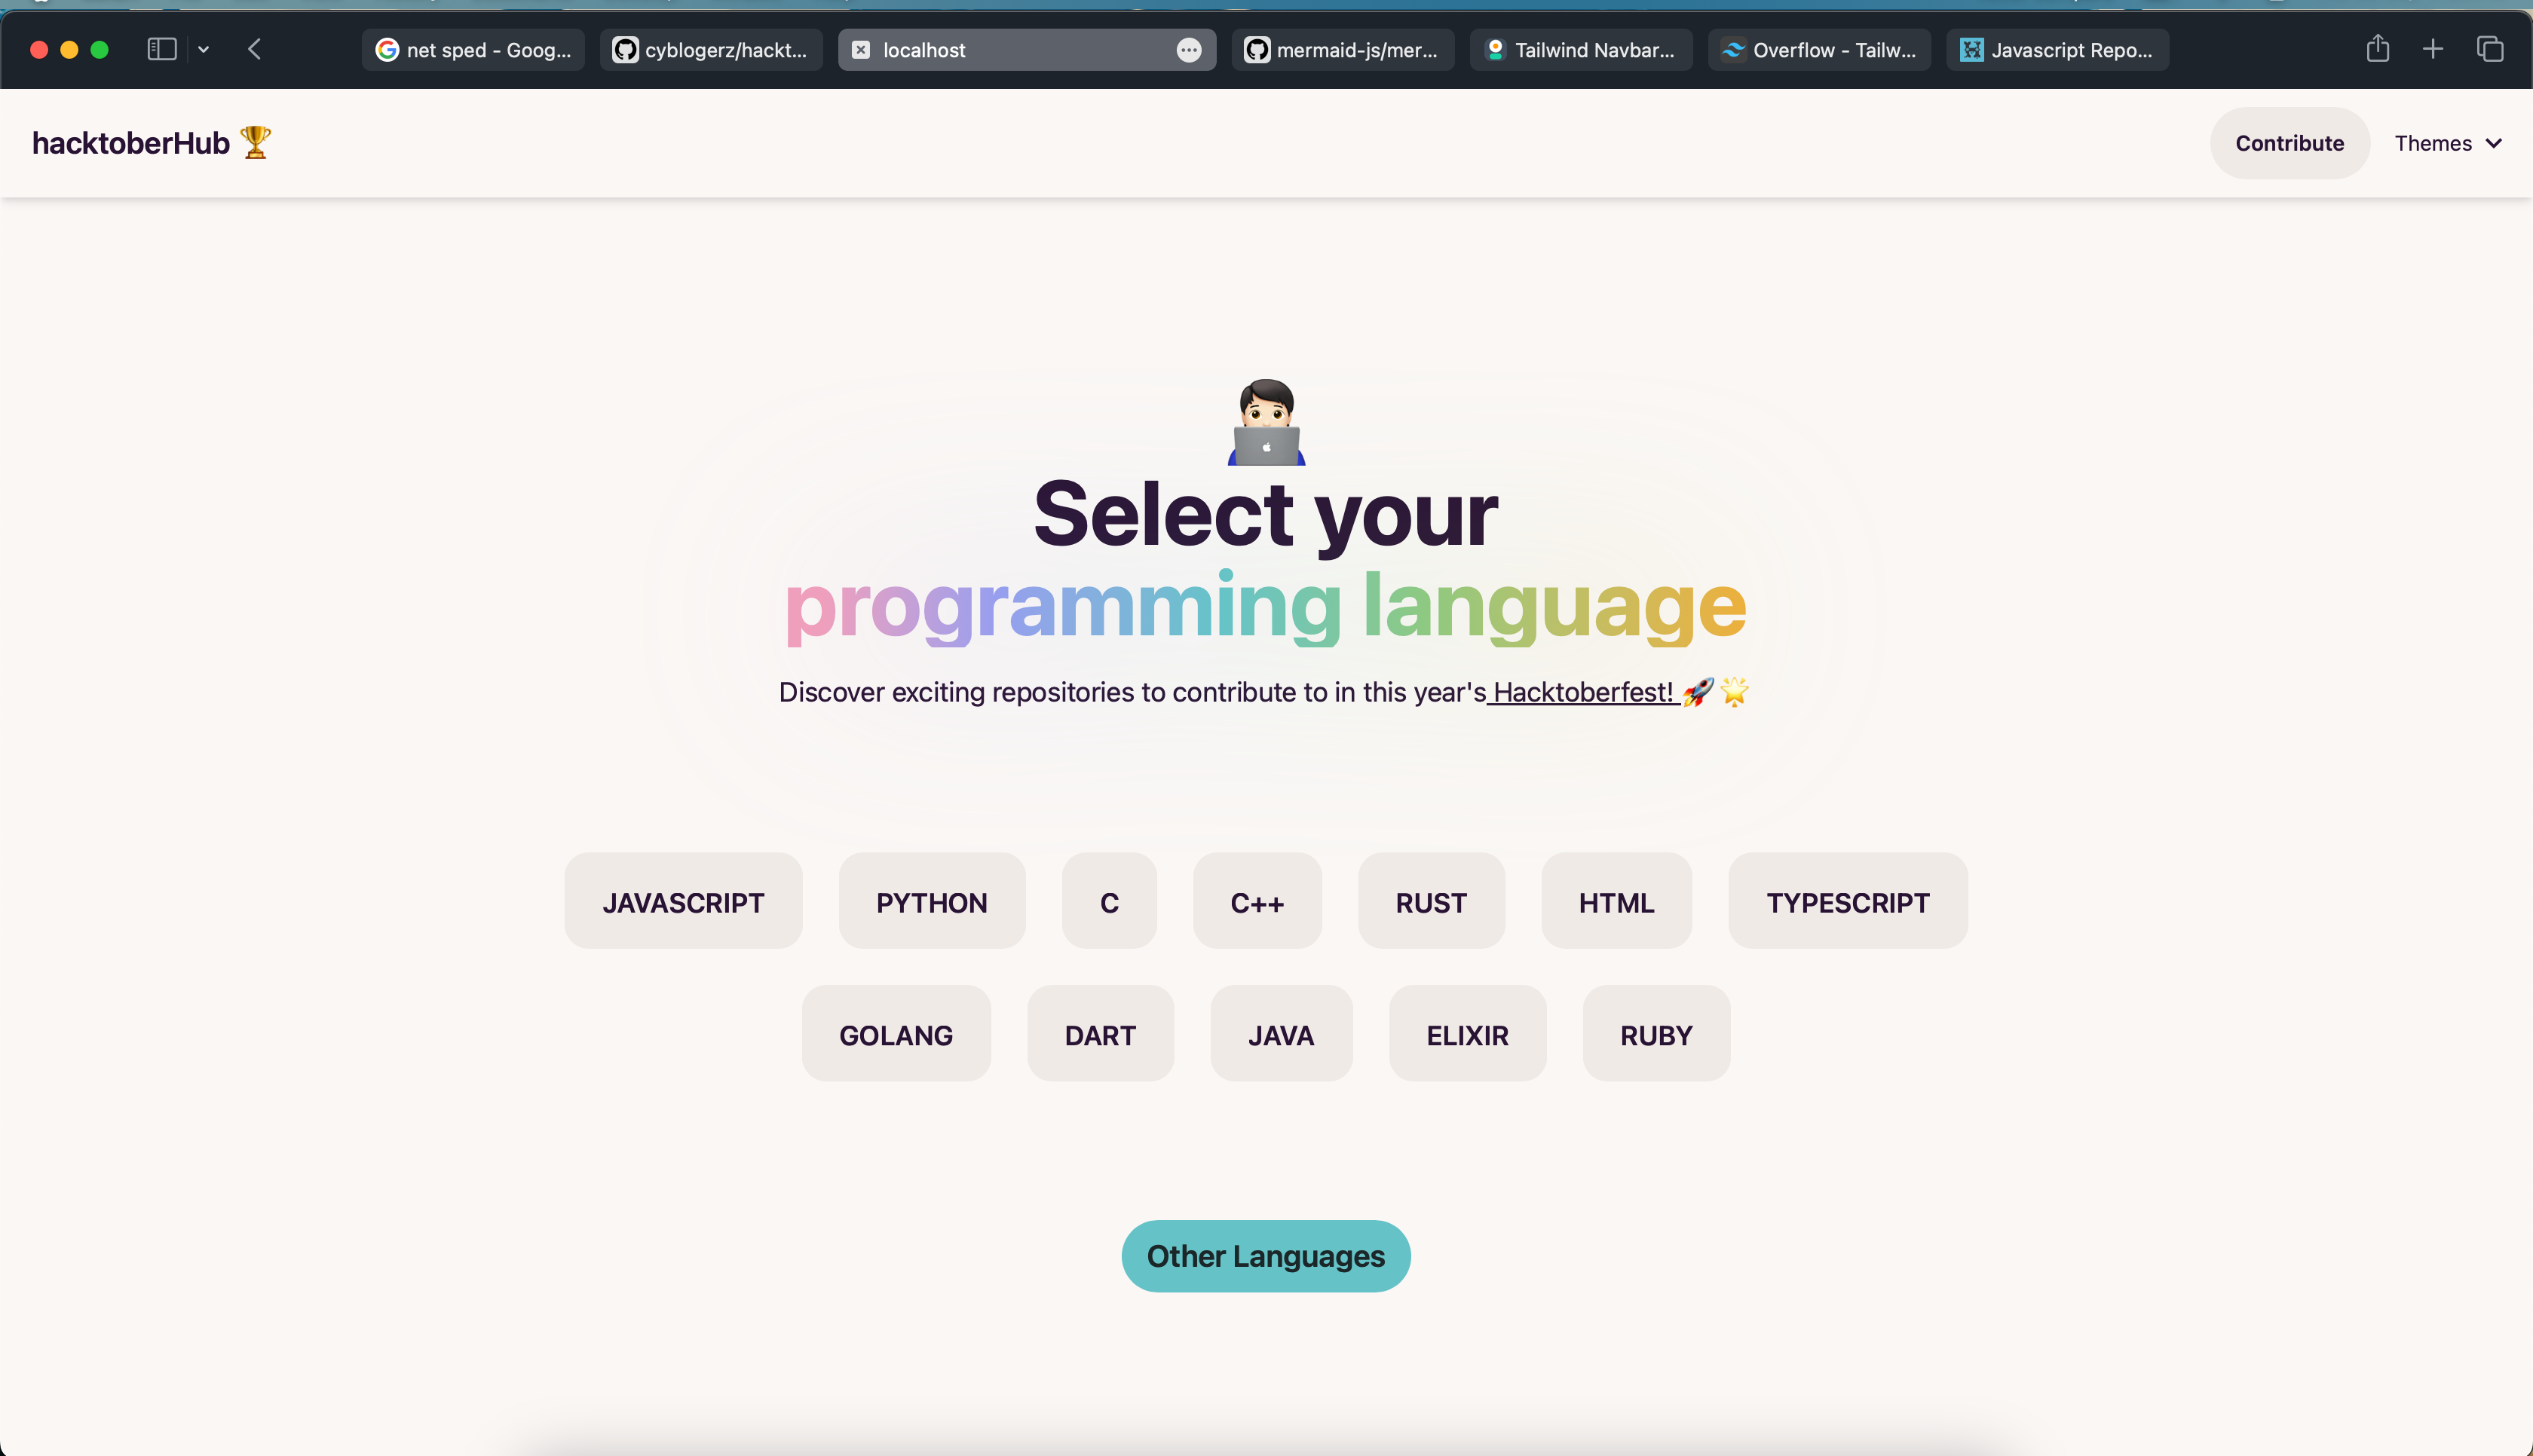 net sped - Goog...
cyblogerz/hackt...
localhost
mermaid-js/mer...
Tailwind Navbar...
Overflow - Tailw...
Javascript Repo...
hacktoberHub 🏆
Contribute
Themes
Select your
programming language
Discover exciting repositories to contribute to in this year's Hacktoberfest! 🚀 🌟
JAVASCRIPT
PYTHON
C
C++
RUST
HTML
TYPESCRIPT
GOLANG
DART
JAVA
ELIXIR
RUBY
Other Languages